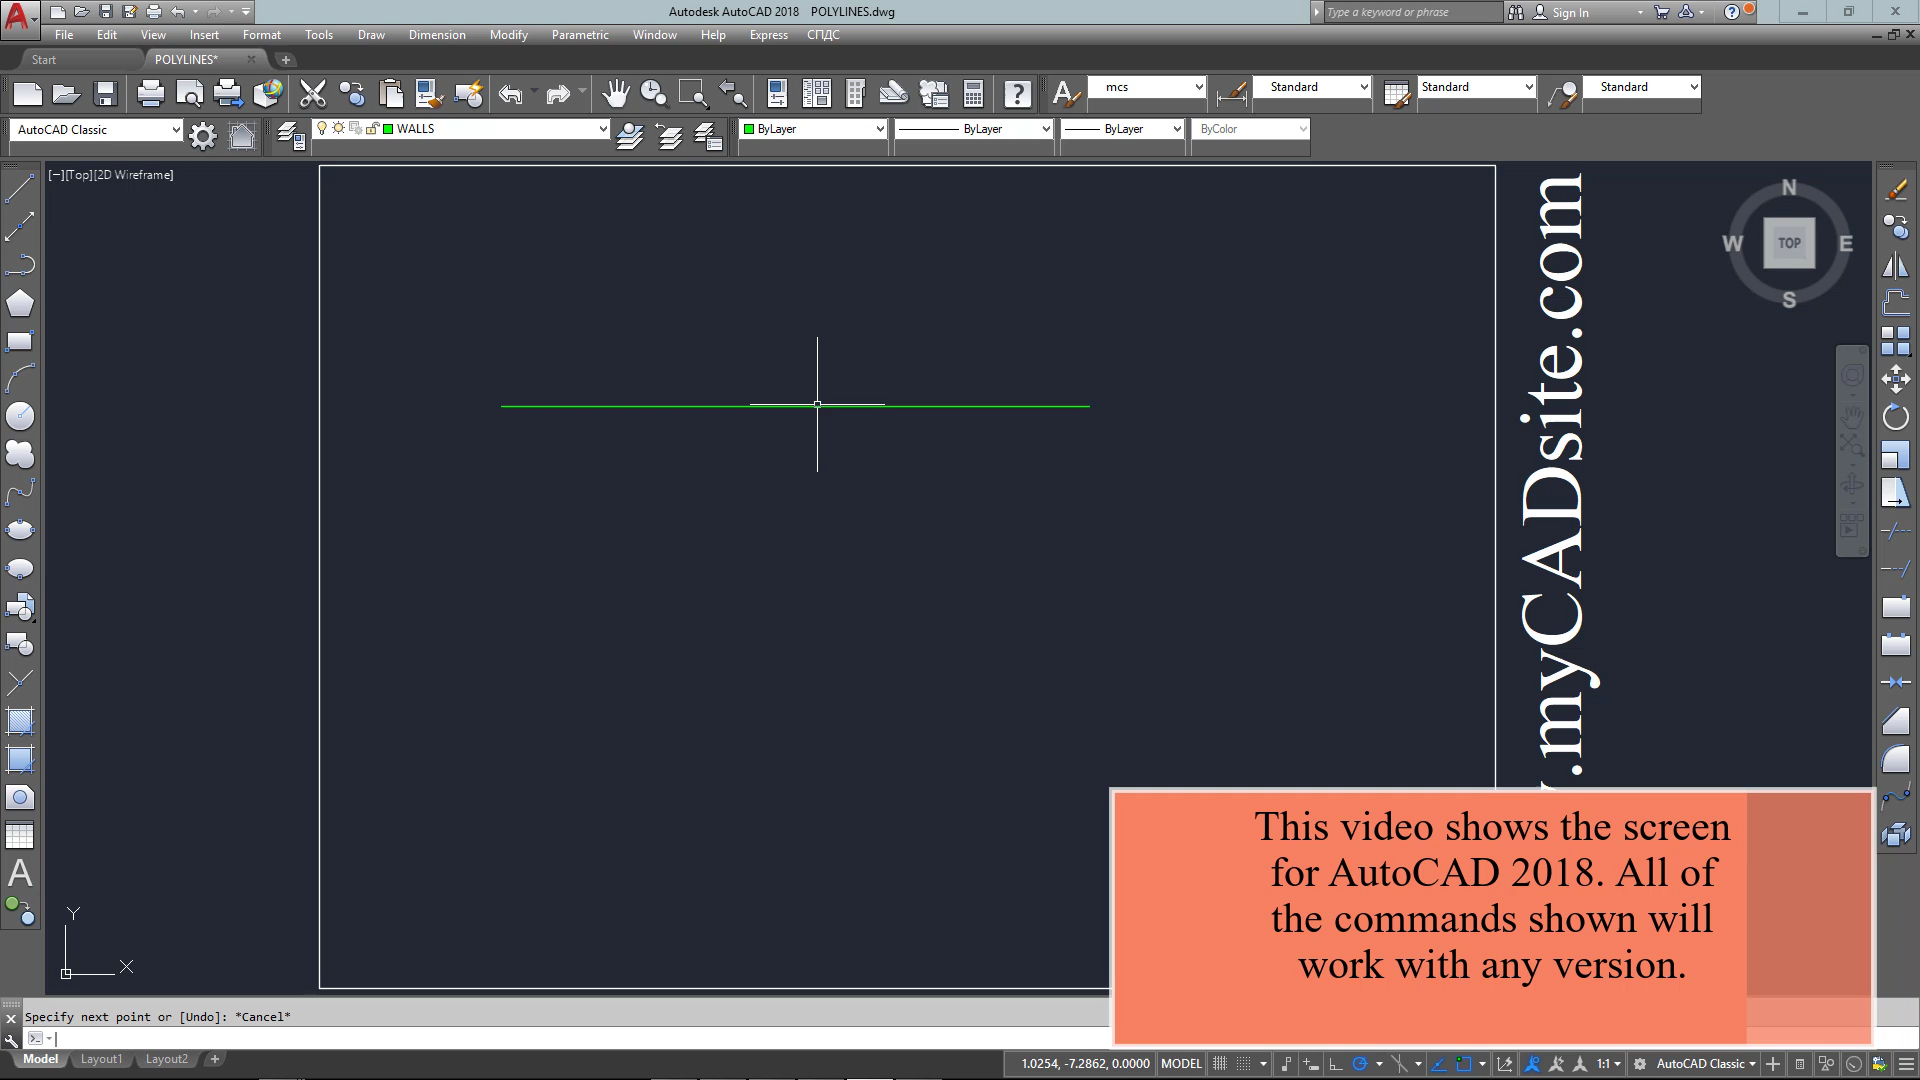 Autodesk AutoCAD 2018 POLYLINES.dwg
Type a keyword or phrase
Sign In
File Edit View Insert Format Tools Draw Dimension Modify Parametric Window Help Express СПДС
Start
POLYLINES*
mcs
Standard
Standard
Standard
AutoCAD Classic
WALLS
ByLayer
ByLayer
ByLayer
ByColor
[−][Top][2D Wireframe]
N
W
TOP
E
S
.myCADsite.com
This video shows the screen
for AutoCAD 2018. All of
the commands shown will
work with any version.
Y
X
Specify next point or [Undo]: *Cancel*
Model
Layout1
Layout2
1.0254, -7.2862, 0.0000
MODEL
1:1
AutoCAD Classic